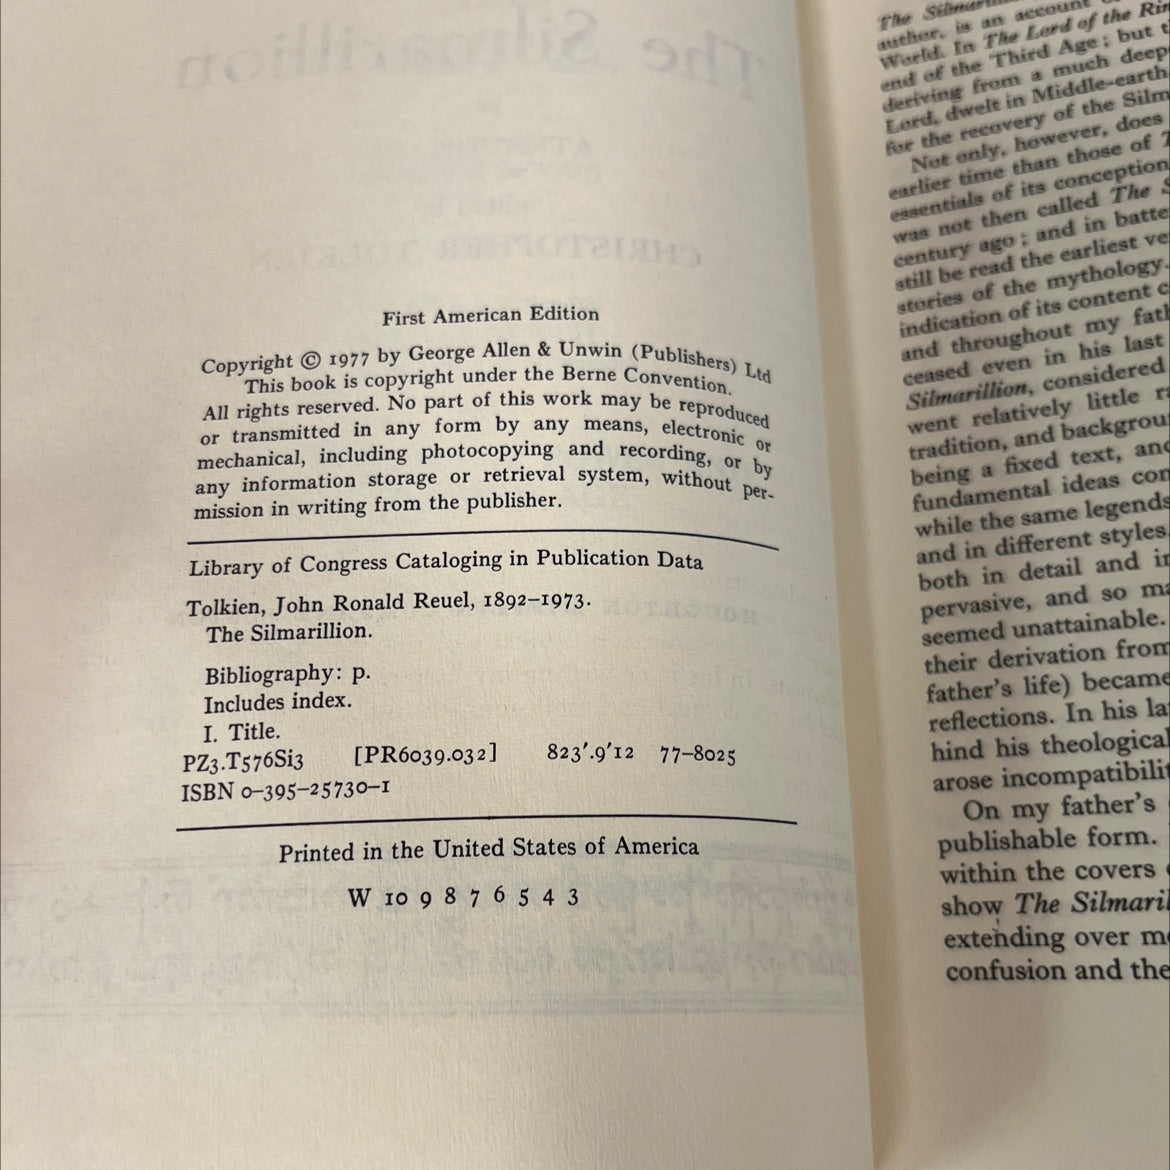 First American Edition
Copyright © 1977 by George Allen & Unwin (Publishers) Ltd
This book is copyright under the Berne Convention.
All rights reserved. No part of this work may be reproduced
or transmitted in any form by any means, electronic or
mechanical, including photocopying and recording, or by
any information storage or retrieval system, without per-
mission in writing from the publisher.
Library of Congress Cataloging in Publication Data
Tolkien, John Ronald Reuel, 1892–1973.
The Silmarillion.
Bibliography: p.
Includes index.
I. Title.
PZ3.T576Si3 [PR6039.032] 823′.9′12 77–8025
ISBN 0–395–25730–1
Printed in the United States of America
W 10 9 8 7 6 5 4 3
The
author, is an account
World. In The Lord of the
end of the Third Age; but
deriving from a much deep
Lord, dwelt in Middle-earth
for the recovery of the Silm
Not only, however, does
earlier time than those of
essentials of its conception
was not then called The S
century ago; and in batte
still be read the earliest ve
stories of the mythology.
indication of its content c
and throughout my fath
ceased even in his last
Silmarillion, considered
went relatively little r
tradition, and backgrou
being a fixed text, and
fundamental ideas con
while the same legends
and in different styles
both in detail and in
pervasive, and so ma
seemed unattainable.
their derivation from
father's life) became
reflections. In his la
hind his theological
arose incompatibilit
On my father's
publishable form.
within the covers
show The Silmaril
extending over m
confusion and the